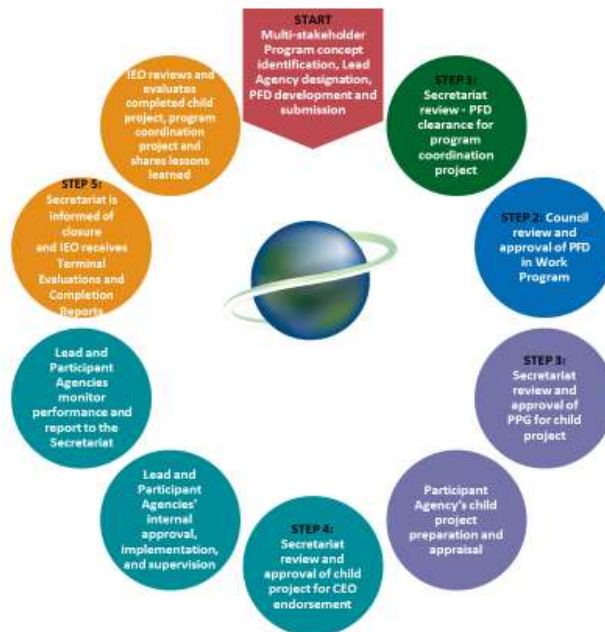 START
Multi-stakeholder
Program concept
identification, Lead
Agency designation,
PFD development and
submission
STEP 1:
Secretariat
review - PFD
clearance for
program
coordination
project
STEP 2: Council
review and
approval of PFD
in Work
Program
STEP 3:
Secretariat
review and
approval of
PPG for child
project
Participant
Agency's child
project
preparation
and appraisal
STEP 4:
Secretariat
review and
approval of child
project for CEO
endorsement
Lead and
Participant
Agencies'
internal
approval,
implementation,
and supervision
Lead and
Participant
Agencies
monitor
performance and
report to the
Secretariat
STEP 5:
Secretariat is
informed of
closure
and IEO receives
Terminal
Evaluations and
Completion
Reports
IEO reviews and
evaluates
completed child
project, program
coordination
project and
shares lessons
learned